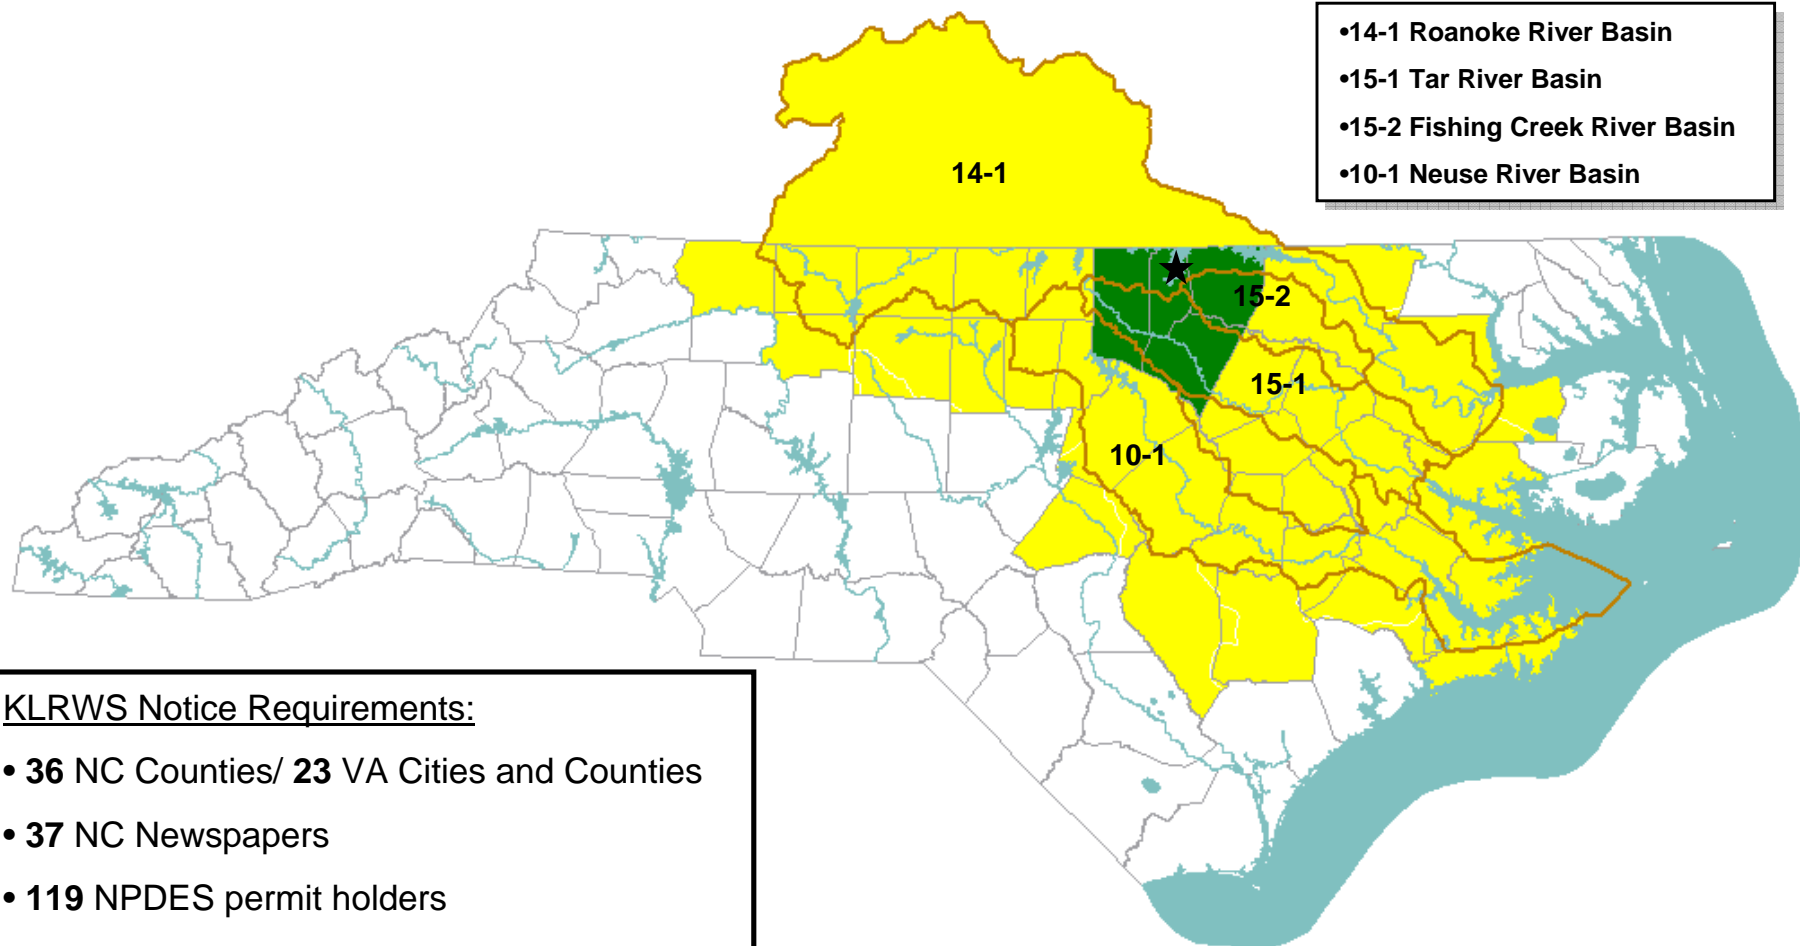 •14-1 Roanoke River Basin
•15-1 Tar River Basin
•15-2 Fishing Creek River Basin
•10-1 Neuse River Basin
14-1
15-2
15-1
10-1
KLRWS Notice Requirements:
• 36 NC Counties/ 23 VA Cities and Counties
• 37 NC Newspapers
• 119 NPDES permit holders